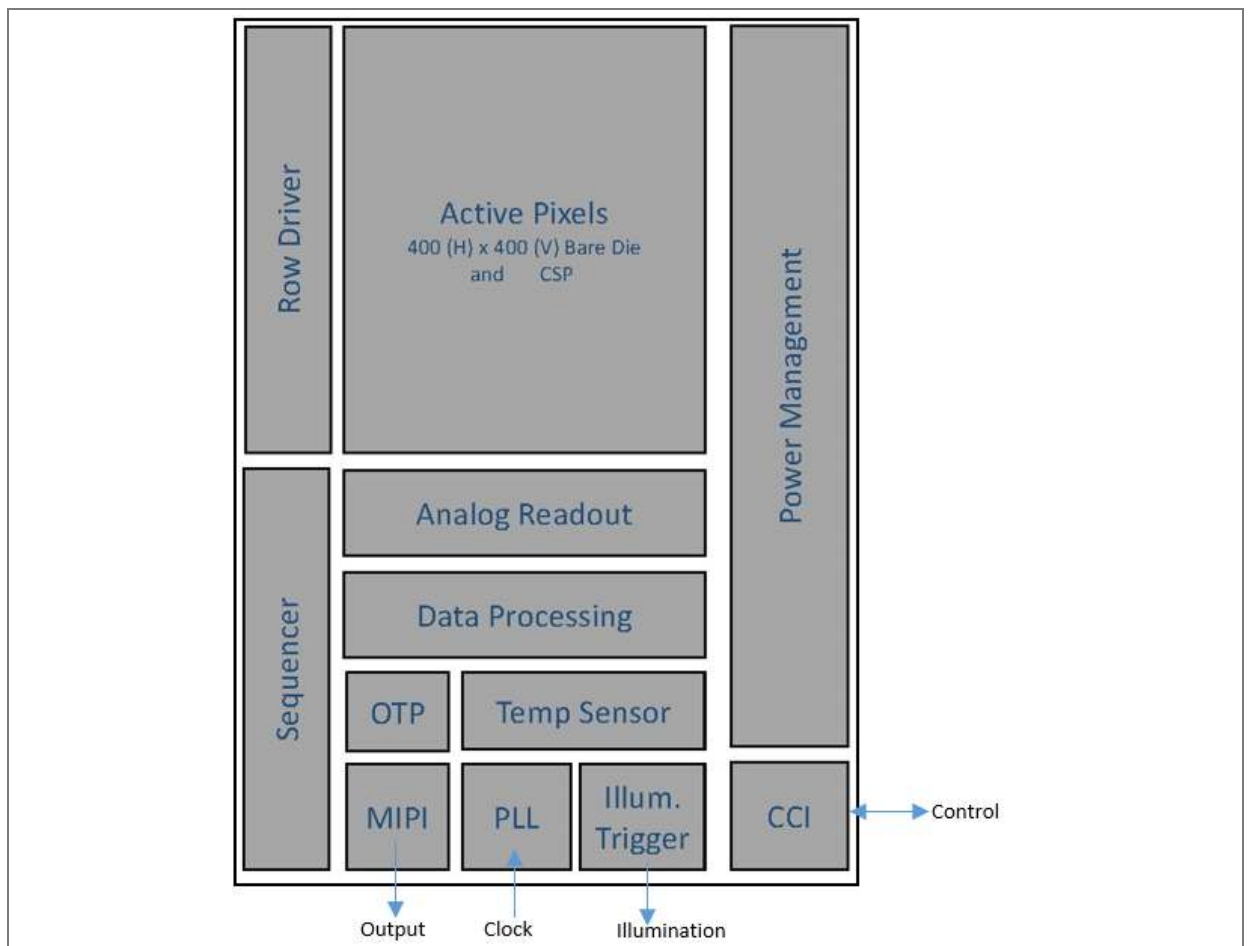 Row Driver
Active Pixels
400 (H) x 400 (V) Bare Die
and CSP
Power Management
Analog Readout
Sequencer
Data Processing
OTP
Temp Sensor
MIPI
PLL
Illum.
Trigger
CCI
Control
Output
Clock
Illumination